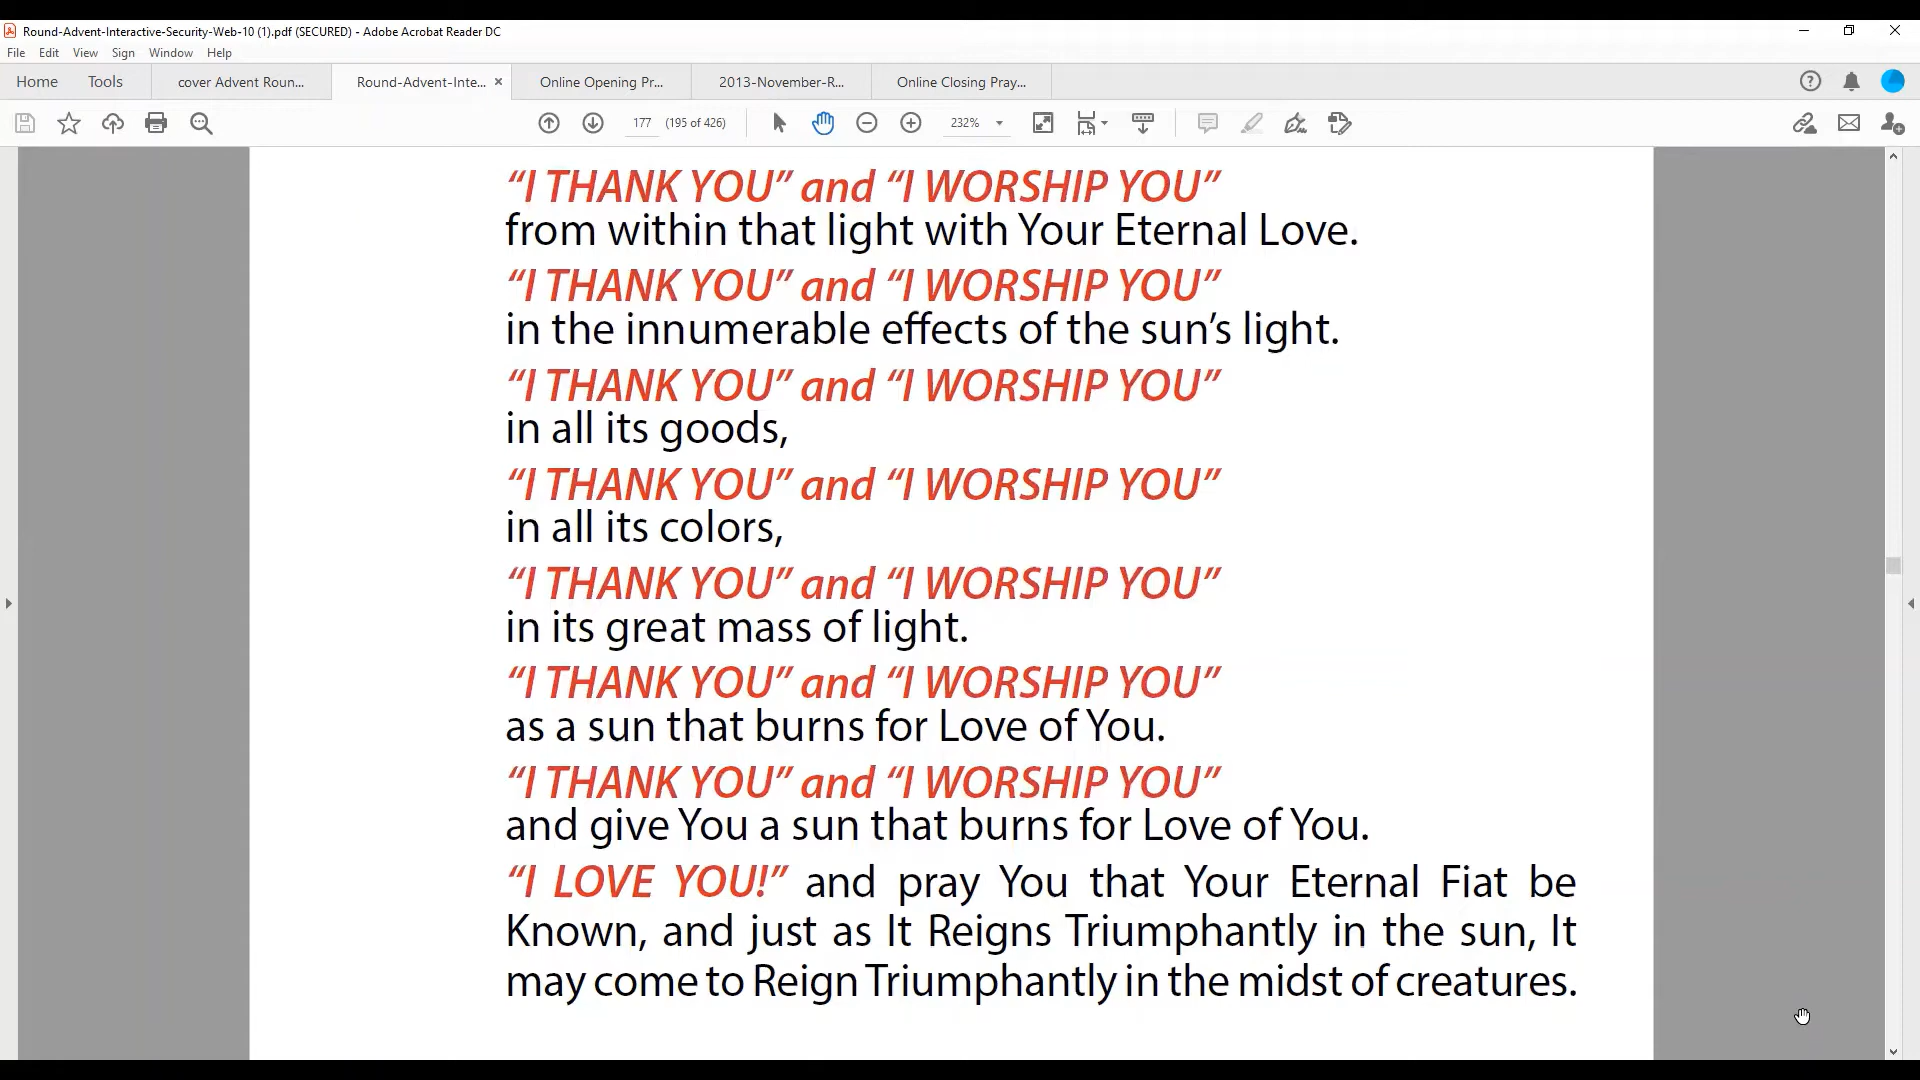 Round-Advent-Interactive-Security-Web-10 (1).pdf (SECURED) - Adobe Acrobat Reader DC
File Edit View Sign Window Help
Home Tools cover Advent Roun... Round-Advent-Inte... Online Opening Pr... 2013-November-R... Online Closing Pray...
177 (195 of 426) 232%
“I THANK YOU” and “I WORSHIP YOU”
from within that light with Your Eternal Love.
“I THANK YOU” and “I WORSHIP YOU”
in the innumerable effects of the sun’s light.
“I THANK YOU” and “I WORSHIP YOU”
in all its goods,
“I THANK YOU” and “I WORSHIP YOU”
in all its colors,
“I THANK YOU” and “I WORSHIP YOU”
in its great mass of light.
“I THANK YOU” and “I WORSHIP YOU”
as a sun that burns for Love of You.
“I THANK YOU” and “I WORSHIP YOU”
and give You a sun that burns for Love of You.
“I LOVE YOU!” and pray You that Your Eternal Fiat be
Known, and just as It Reigns Triumphantly in the sun, It
may come to Reign Triumphantly in the midst of creatures.